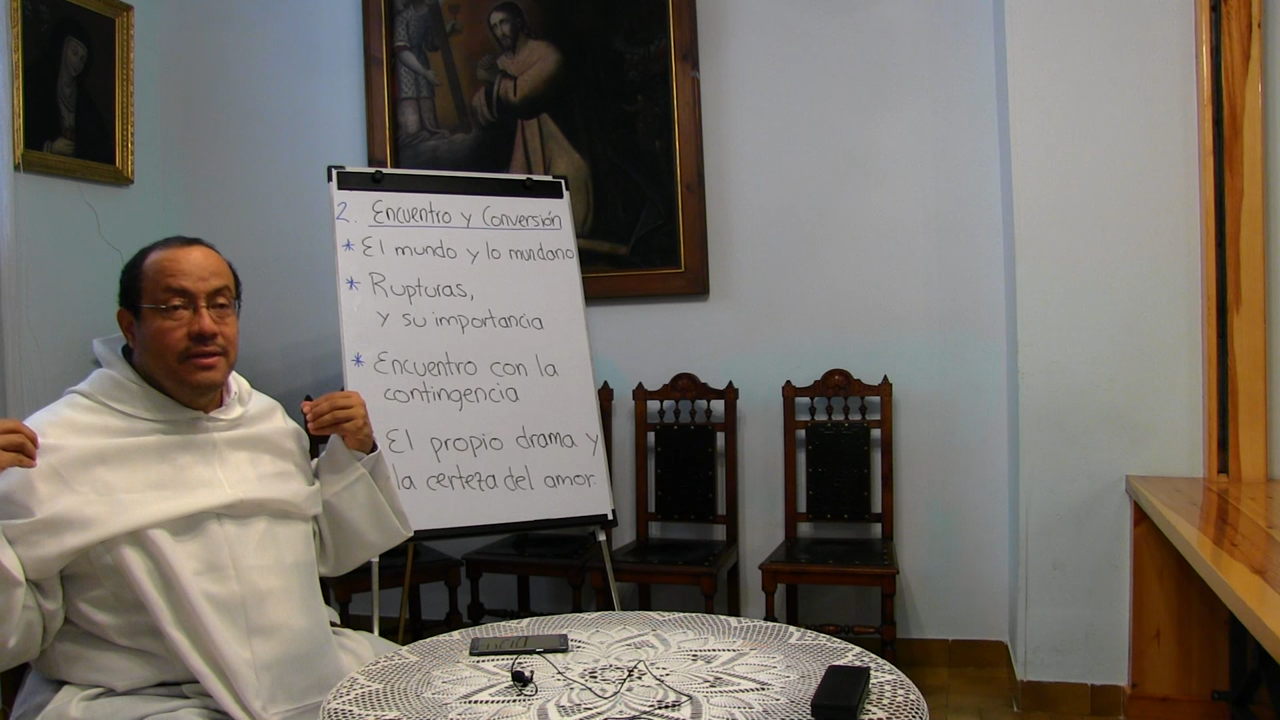 2. Encuentro y Conversión
* El mundo y lo mundano
* Rupturas,
y su importancia
* Encuentro con la
contingencia
El propio drama y
la certeza del amor.